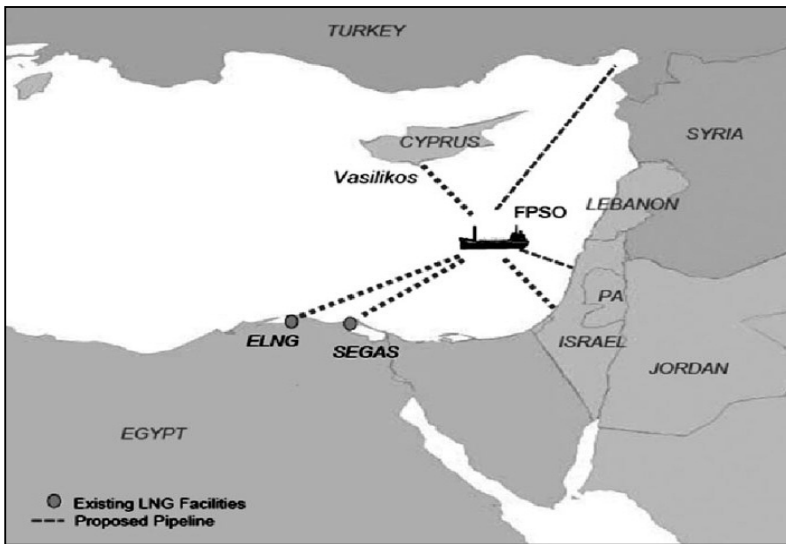 TURKEY
CYPRUS
SYRIA
Vasilikos
FPSO
LEBANON
PA
ELNG
SEGAS
ISRAEL
JORDAN
EGYPT
Existing LNG Facilities
Proposed Pipeline